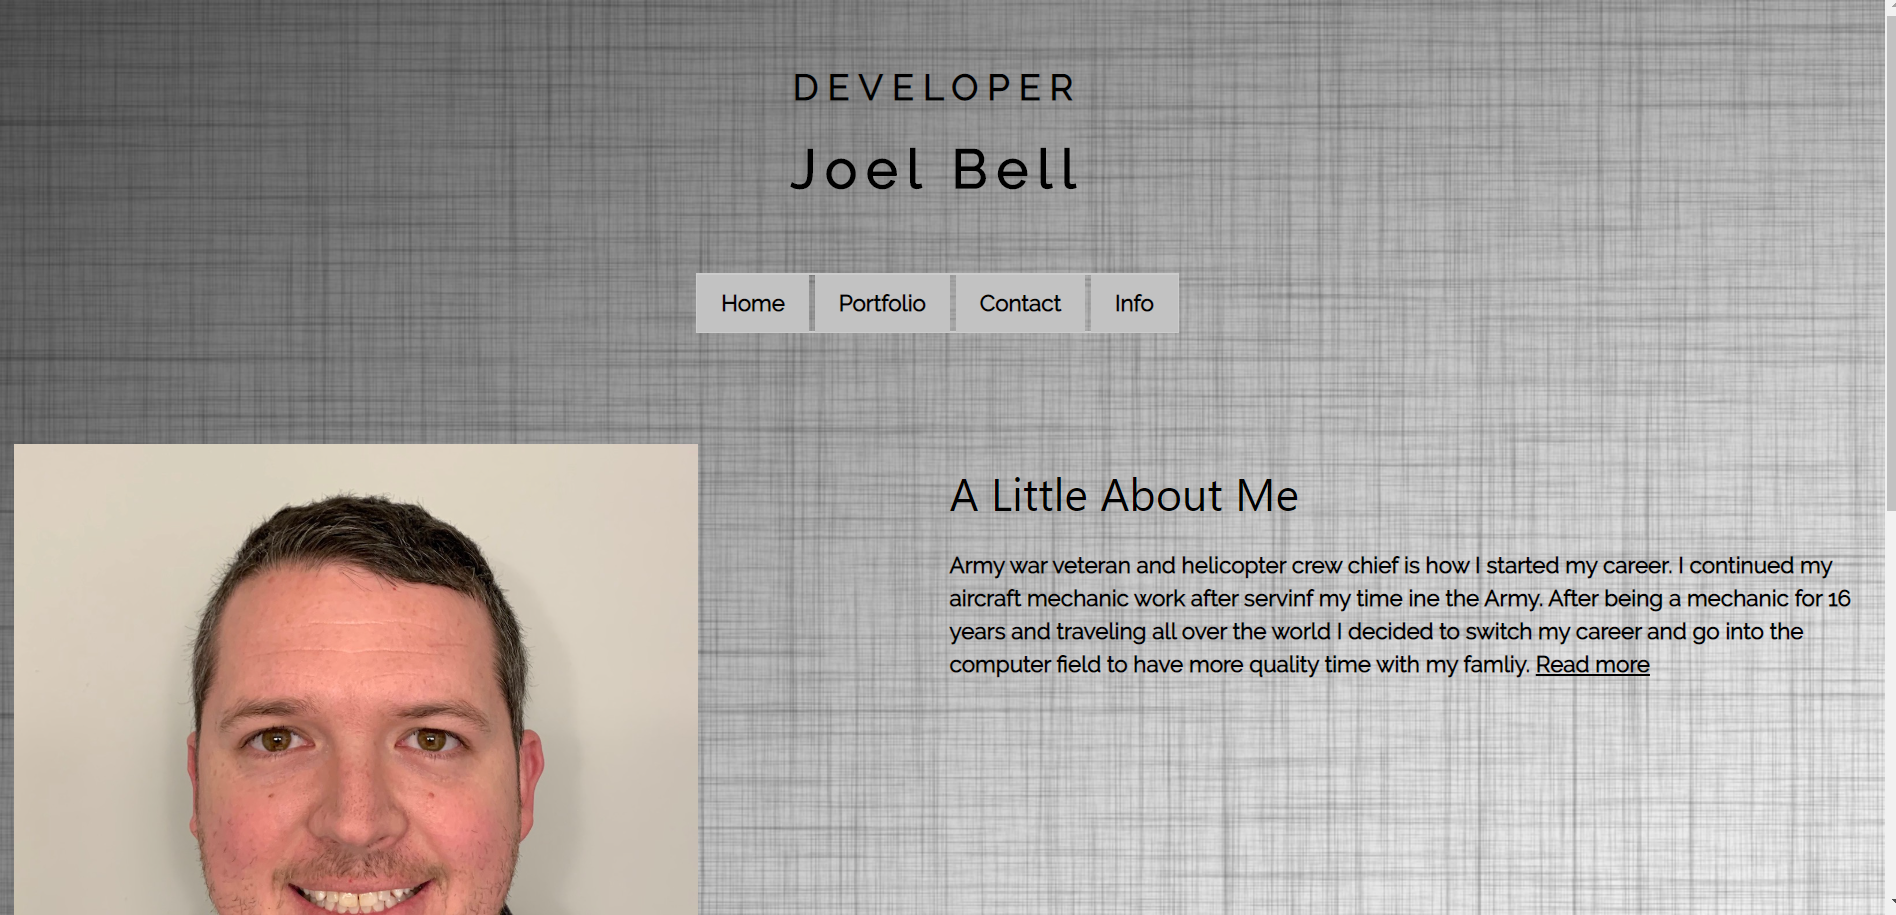 DEVELOPER
Joel Bell
Home Portfolio Contact Info
A Little About Me
Army war veteran and helicopter crew chief is how I started my career. I continued my
aircraft mechanic work after servinf my time ine the Army. After being a mechanic for 16
years and traveling all over the world I decided to switch my career and go into the
computer field to have more quality time with my famliy. Read more